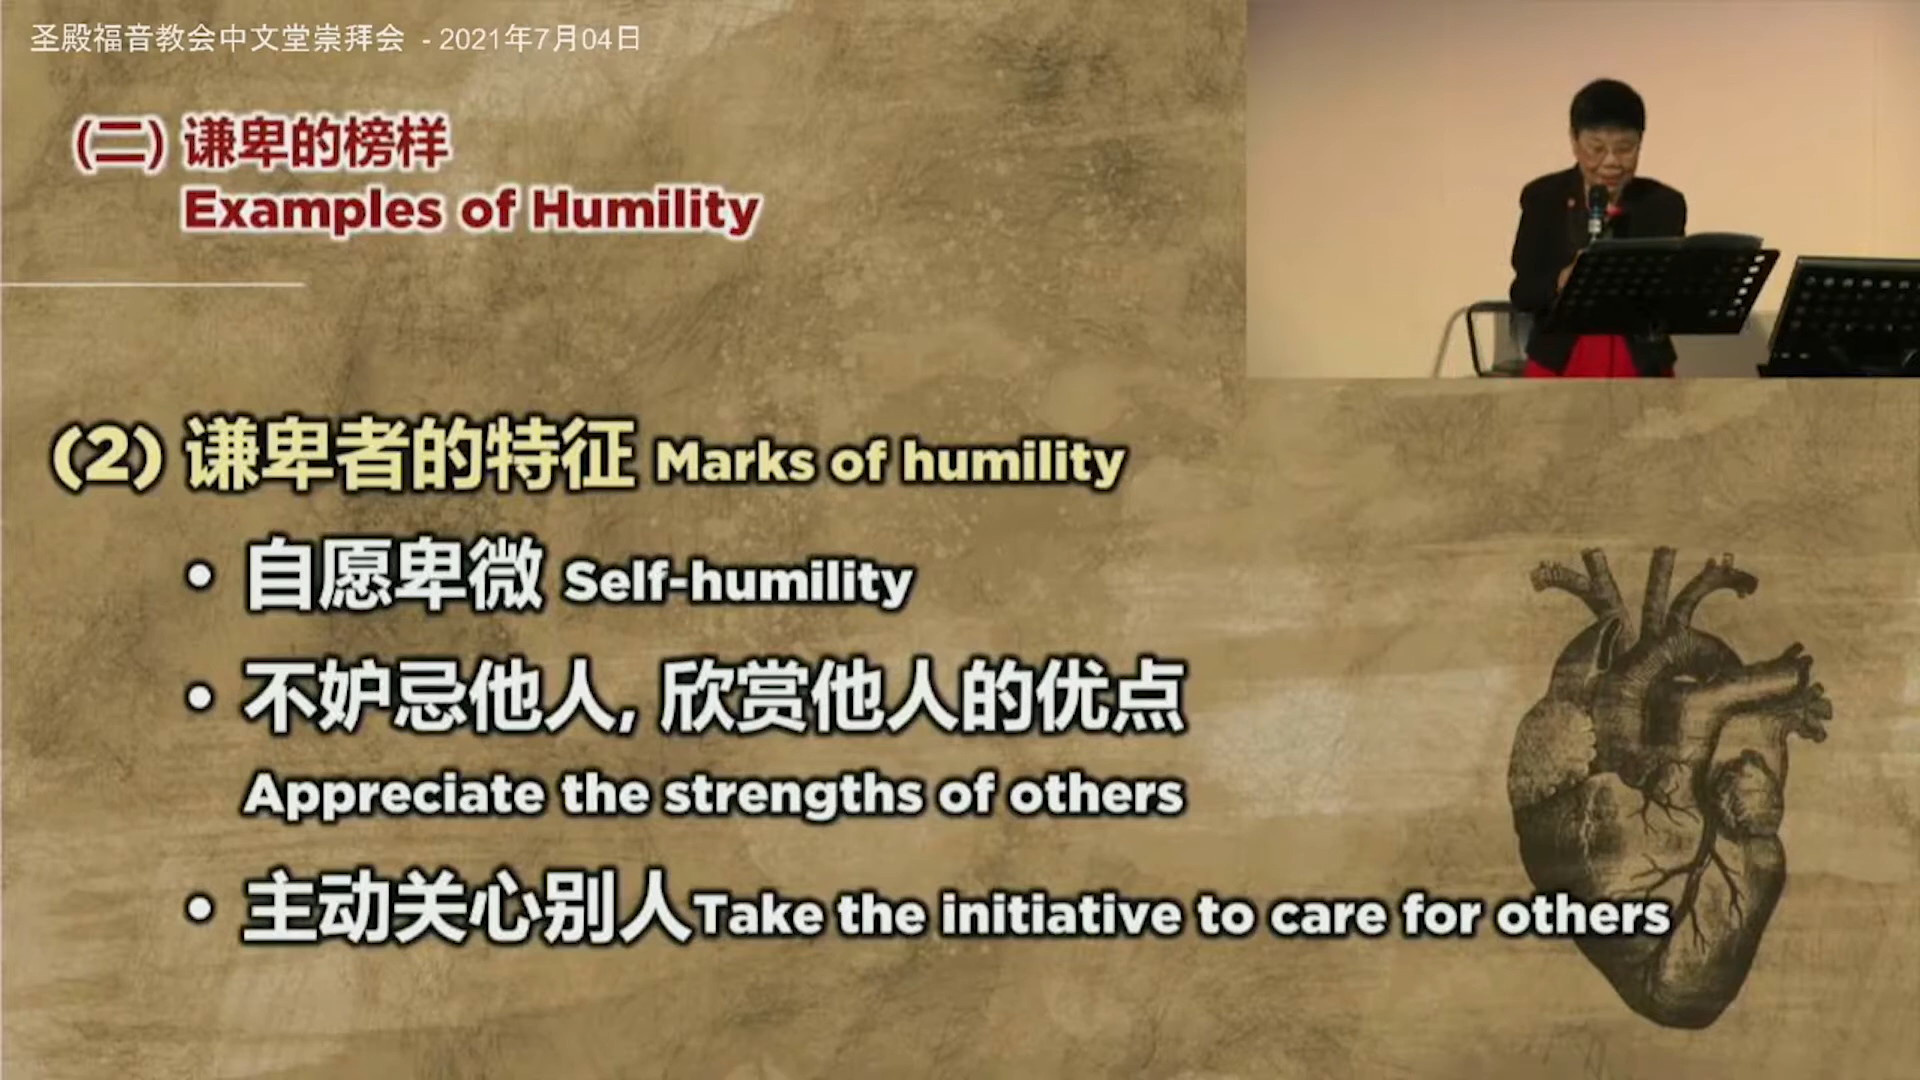 圣殿福音教会中文堂崇拜会 - 2021年7月04日
(二) 谦卑的榜样
Examples of Humility
(2) 谦卑者的特征 Marks of humility
• 自愿卑微 Self-humility
• 不妒忌他人, 欣赏他人的优点
Appreciate the strengths of others
• 主动关心别人Take the initiative to care for others